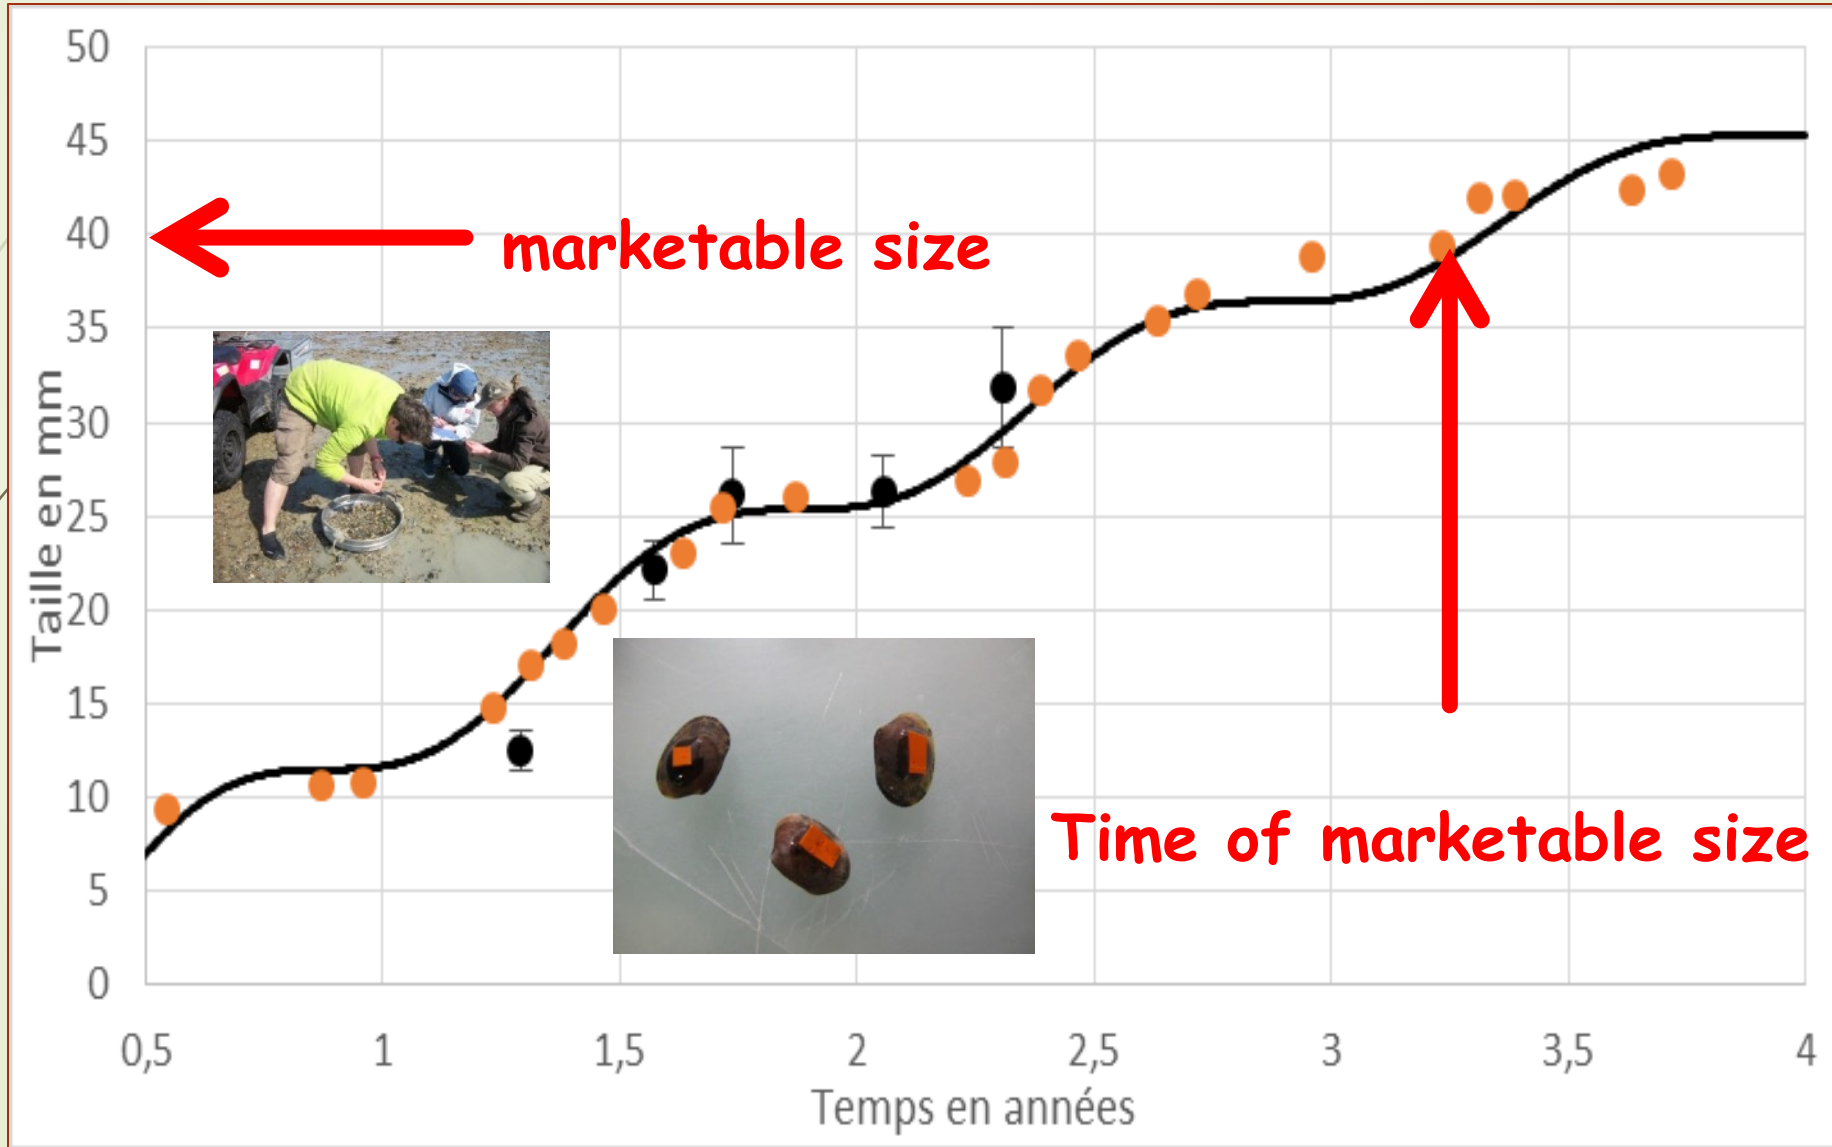 50
45
40
35
30
25
20
15
10
5
0
Taille en mm
marketable size
Time of marketable size
0,5 1 1,5 2 2,5 3 3,5 4
Temps en années